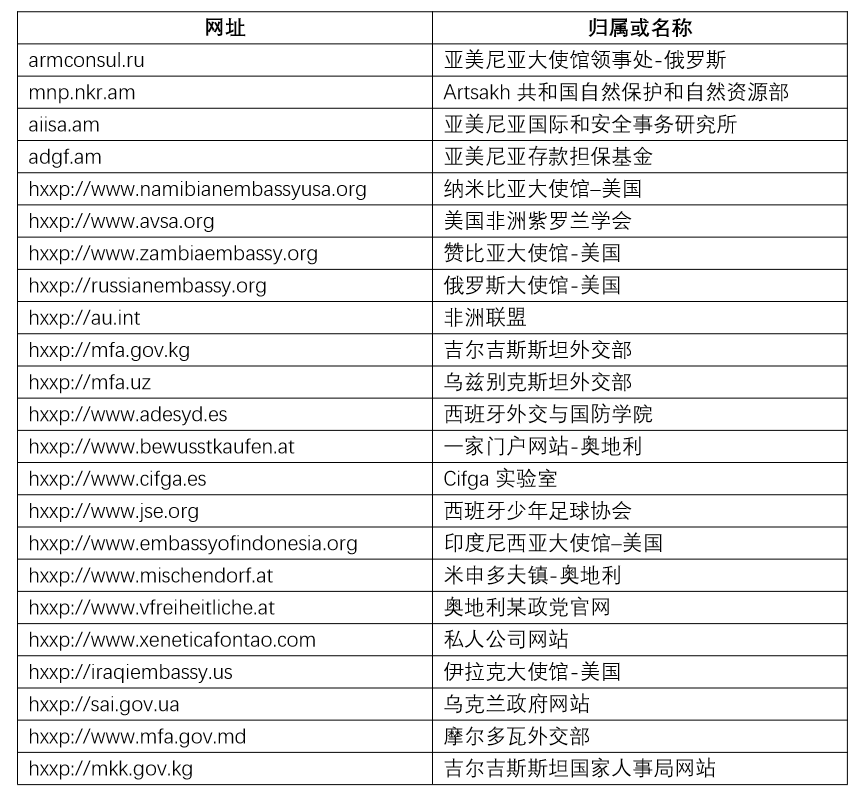 网址 归属或名称
armconsul.ru 亚美尼亚大使馆领事处-俄罗斯
mnp.nkr.am Artsakh 共和国自然保护和自然资源部
aiisa.am 亚美尼亚国际和安全事务研究所
adgf.am 亚美尼亚存款担保基金
hxxp://www.namibianembassyusa.org 纳米比亚大使馆–美国
hxxp://www.avsa.org 美国非洲紫罗兰学会
hxxp://www.zambiaembassy.org 赞比亚大使馆-美国
hxxp://russianembassy.org 俄罗斯大使馆-美国
hxxp://au.int 非洲联盟
hxxp://mfa.gov.kg 吉尔吉斯斯坦外交部
hxxp://mfa.uz 乌兹别克斯坦外交部
hxxp://www.adesyd.es 西班牙外交与国防学院
hxxp://www.bewusstkaufen.at 一家门户网站-奥地利
hxxp://www.cifga.es Cifga 实验室
hxxp://www.jse.org 西班牙少年足球协会
hxxp://www.embassyofindonesia.org 印度尼西亚大使馆–美国
hxxp://www.mischendorf.at 米申多夫镇-奥地利
hxxp://www.vfreiheitliche.at 奥地利某政党官网
hxxp://www.xeneticafontao.com 私人公司网站
hxxp://iraqiembassy.us 伊拉克大使馆-美国
hxxp://sai.gov.ua 乌克兰政府网站
hxxp://www.mfa.gov.md 摩尔多瓦外交部
hxxp://mkk.gov.kg 吉尔吉斯斯坦国家人事局网站